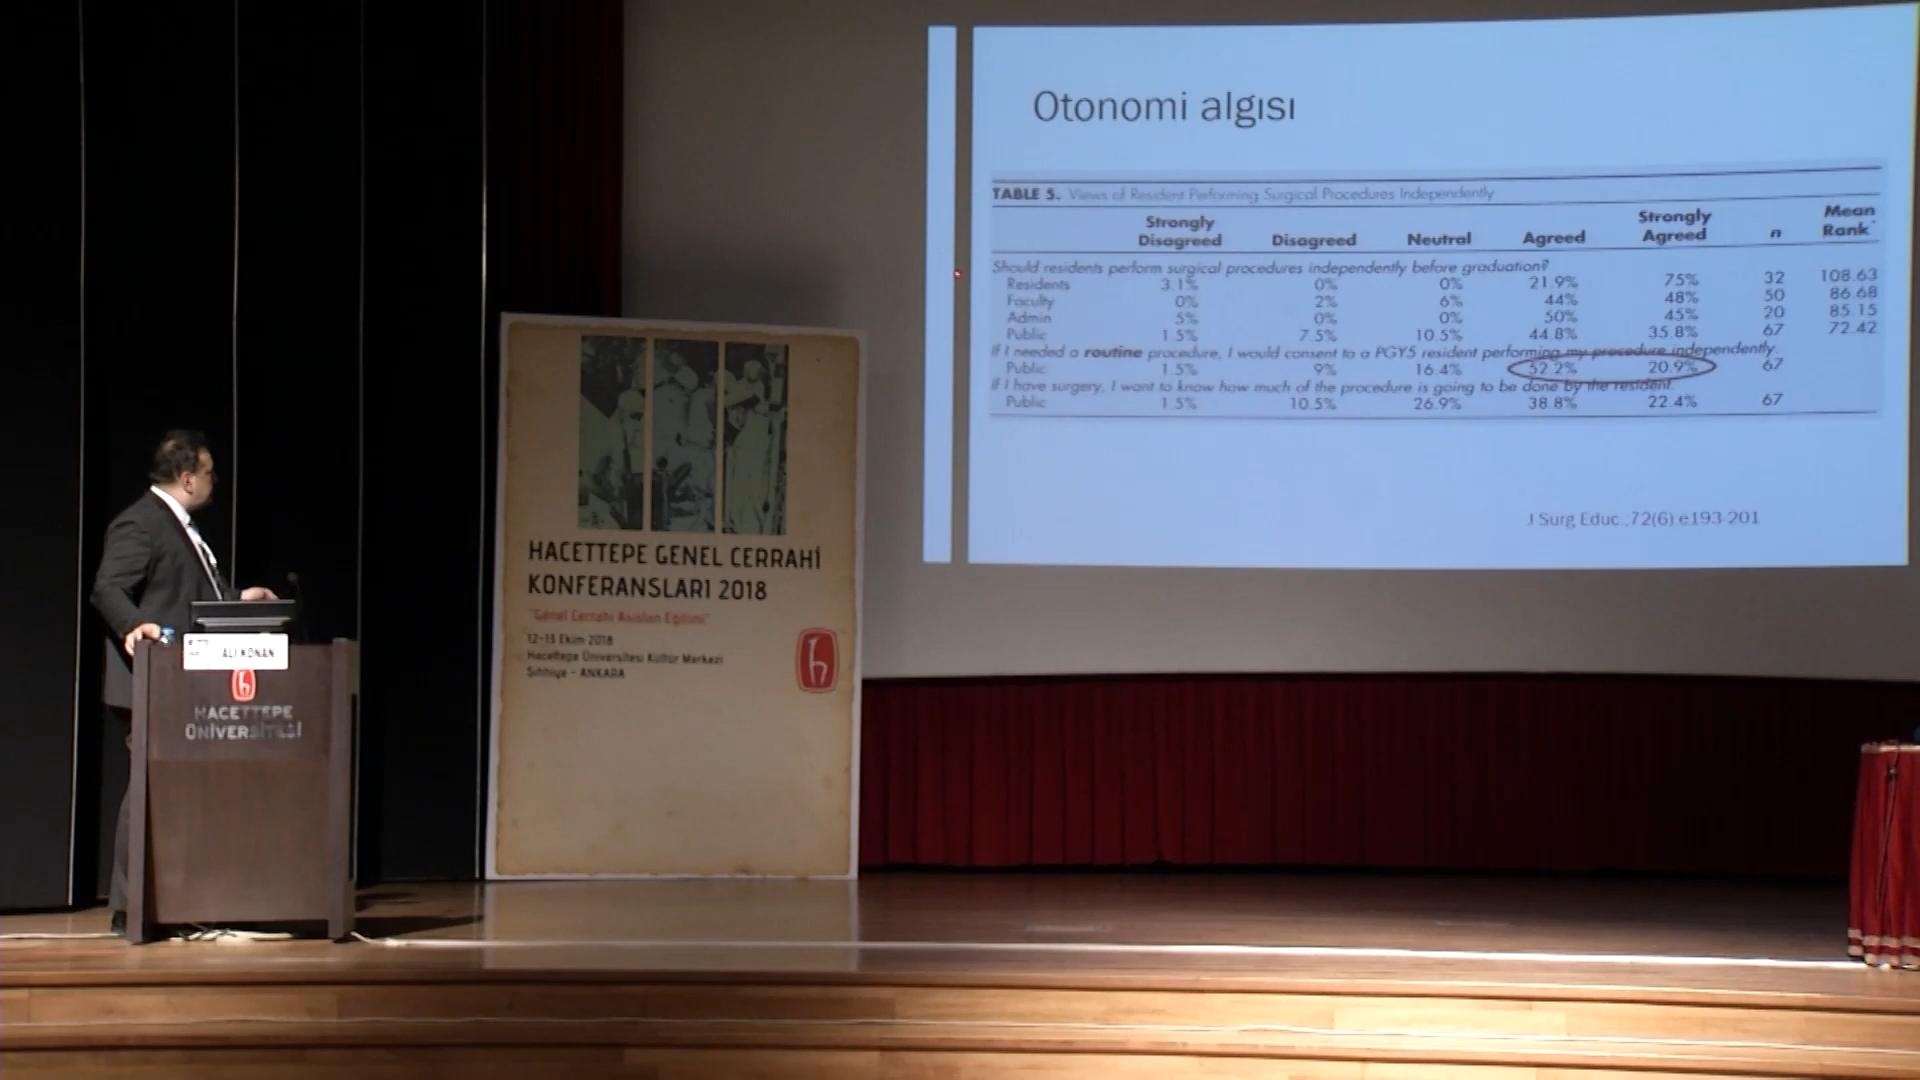 Otonomi algısı
TABLE 5. Views of Resident Performing Surgical Procedures Independently
Strongly Disagreed Disagreed Neutral Agreed Strongly Agreed n Mean Rank*
Should residents perform surgical procedures independently before graduation?
Residents 3.1% 0% 0% 21.9% 75% 32 108.63
Faculty 0% 2% 6% 44% 48% 50 86.68
Admin 5% 0% 0% 50% 45% 20 85.15
Public 1.5% 7.5% 10.5% 44.8% 35.8% 67 72.42
If I needed a routine procedure, I would consent to a PGY5 resident performing my procedure independently.
Public 1.5% 9% 16.4% 52.2% 20.9% 67
If I have surgery, I want to know how much of the procedure is going to be done by the resident.
Public 1.5% 10.5% 26.9% 38.8% 22.4% 67
J Surg Educ.;72(6) e193-201
HACETTEPE GENEL CERRAHİ
KONFERANSLARI 2018
"Genel Cerrahi Asistan Eğitimi"
12-13 Ekim 2018
Hacettepe Üniversitesi Kültür Merkezi
Sıhhiye - ANKARA
ALİ KONAN
HACETTEPE
ÜNİVERSİTESİ